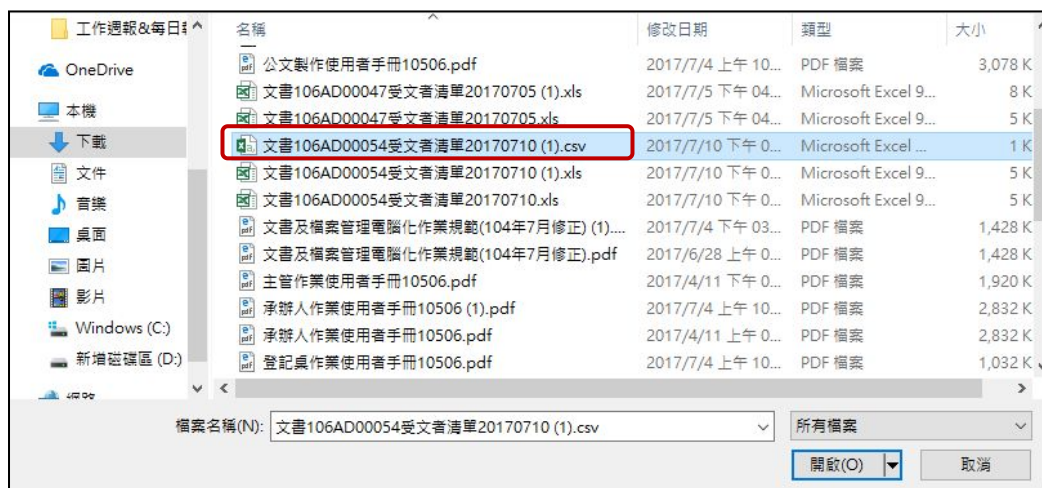 工作週報&每日
名稱 修改日期 類型 大小
公文製作使用者手冊10506.pdf 2017/7/4 上午 10... PDF 檔案 3,078 K
OneDrive
文書106AD00047受文者清單20170705 (1).xls 2017/7/5 下午 04... Microsoft Excel 9... 8 K
本機
文書106AD00047受文者清單20170705.xls 2017/7/5 下午 04... Microsoft Excel 9... 5 K
下載
文書106AD00054受文者清單20170710 (1).csv 2017/7/10 下午 0... Microsoft Excel ... 1 K
文件
文書106AD00054受文者清單20170710 (1).xls 2017/7/10 下午 0... Microsoft Excel 9... 5 K
音樂
文書106AD00054受文者清單20170710.xls 2017/7/10 下午 0... Microsoft Excel 9... 5 K
文書及檔案管理電腦化作業規範(104年7月修正) (1).... 2017/7/4 下午 03... PDF 檔案 1,428 K
桌面
文書及檔案管理電腦化作業規範(104年7月修正).pdf 2017/6/28 上午 0... PDF 檔案 1,428 K
圖片
主管作業使用者手冊10506.pdf 2017/4/11 下午 0... PDF 檔案 1,920 K
影片
承辦人作業使用者手冊10506 (1).pdf 2017/7/4 上午 10... PDF 檔案 2,832 K
Windows (C:)
承辦人作業使用者手冊10506.pdf 2017/4/11 上午 0... PDF 檔案 2,832 K
新增磁碟區 (D:)
登記桌作業使用者手冊10506.pdf 2017/7/4 上午 10... PDF 檔案 1,032 K
檔案名稱(N): 文書106AD00054受文者清單20170710 (1).csv 所有檔案
開啟(O) 取消